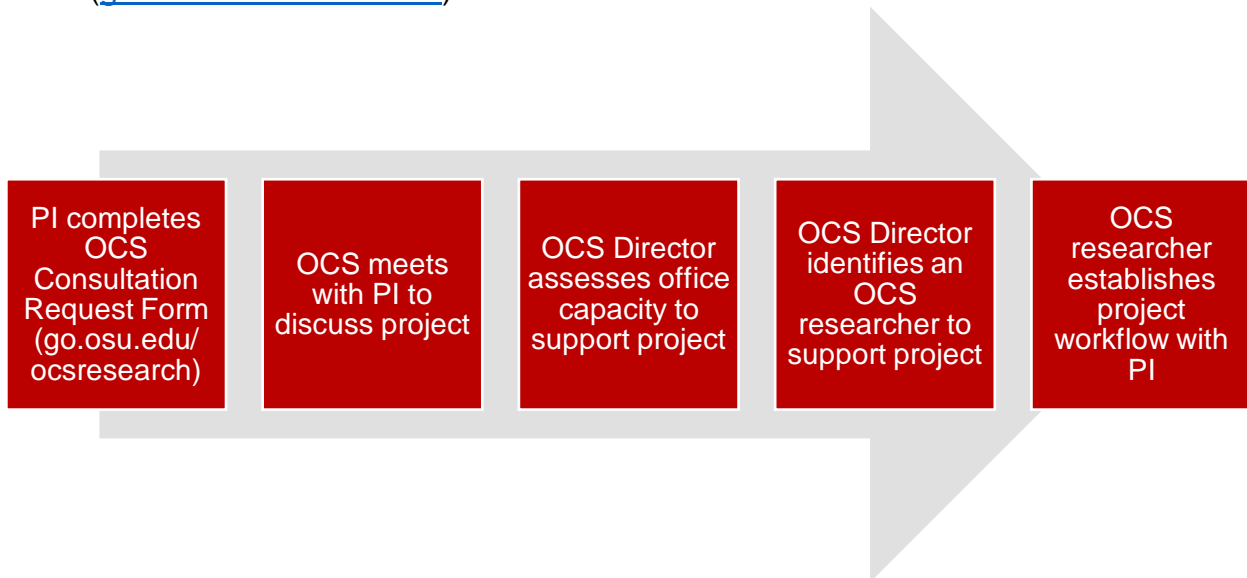 PI completes
OCS
Consultation
Request Form
(go.osu.edu/
ocsresearch)
OCS meets
with PI to
discuss project
OCS Director
assesses office
capacity to
support project
OCS Director
identifies an
OCS
researcher to
support project
OCS
researcher
establishes
project
workflow with
PI